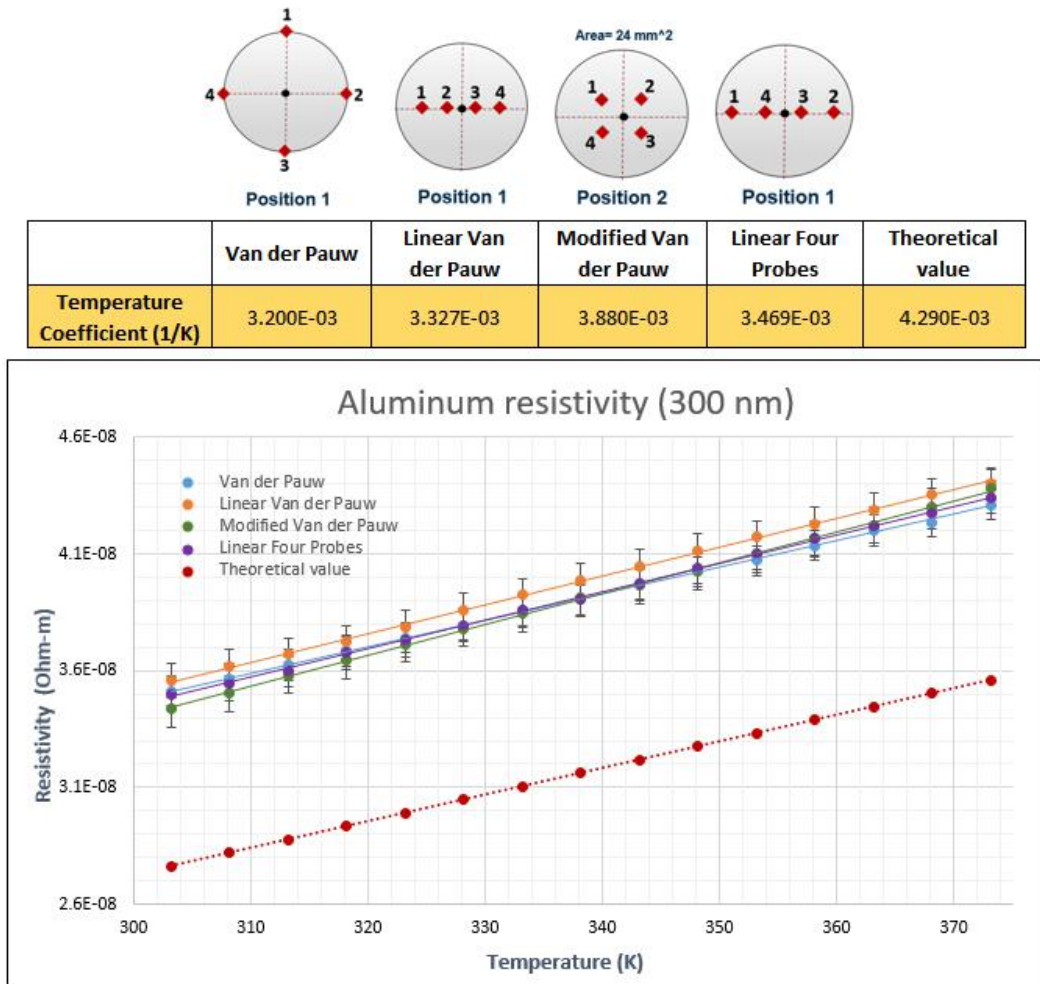 1
4
2
3
Position 1
1 2 3 4
Position 1
Area= 24 mm^2
1 2
4 3
Position 2
1 4 3 2
Position 1
Van der Pauw
Linear Van
der Pauw
Modified Van
der Pauw
Linear Four
Probes
Theoretical
value
Temperature
Coefficient (1/K)
3.200E-03
3.327E-03
3.880E-03
3.469E-03
4.290E-03
Aluminum resistivity (300 nm)
4.6E-08
4.1E-08
3.6E-08
3.1E-08
2.6E-08
Resistivity (Ohm-m)
Van der Pauw
Linear Van der Pauw
Modified Van der Pauw
Linear Four Probes
Theoretical value
300 310 320 330 340 350 360 370
Temperature (K)